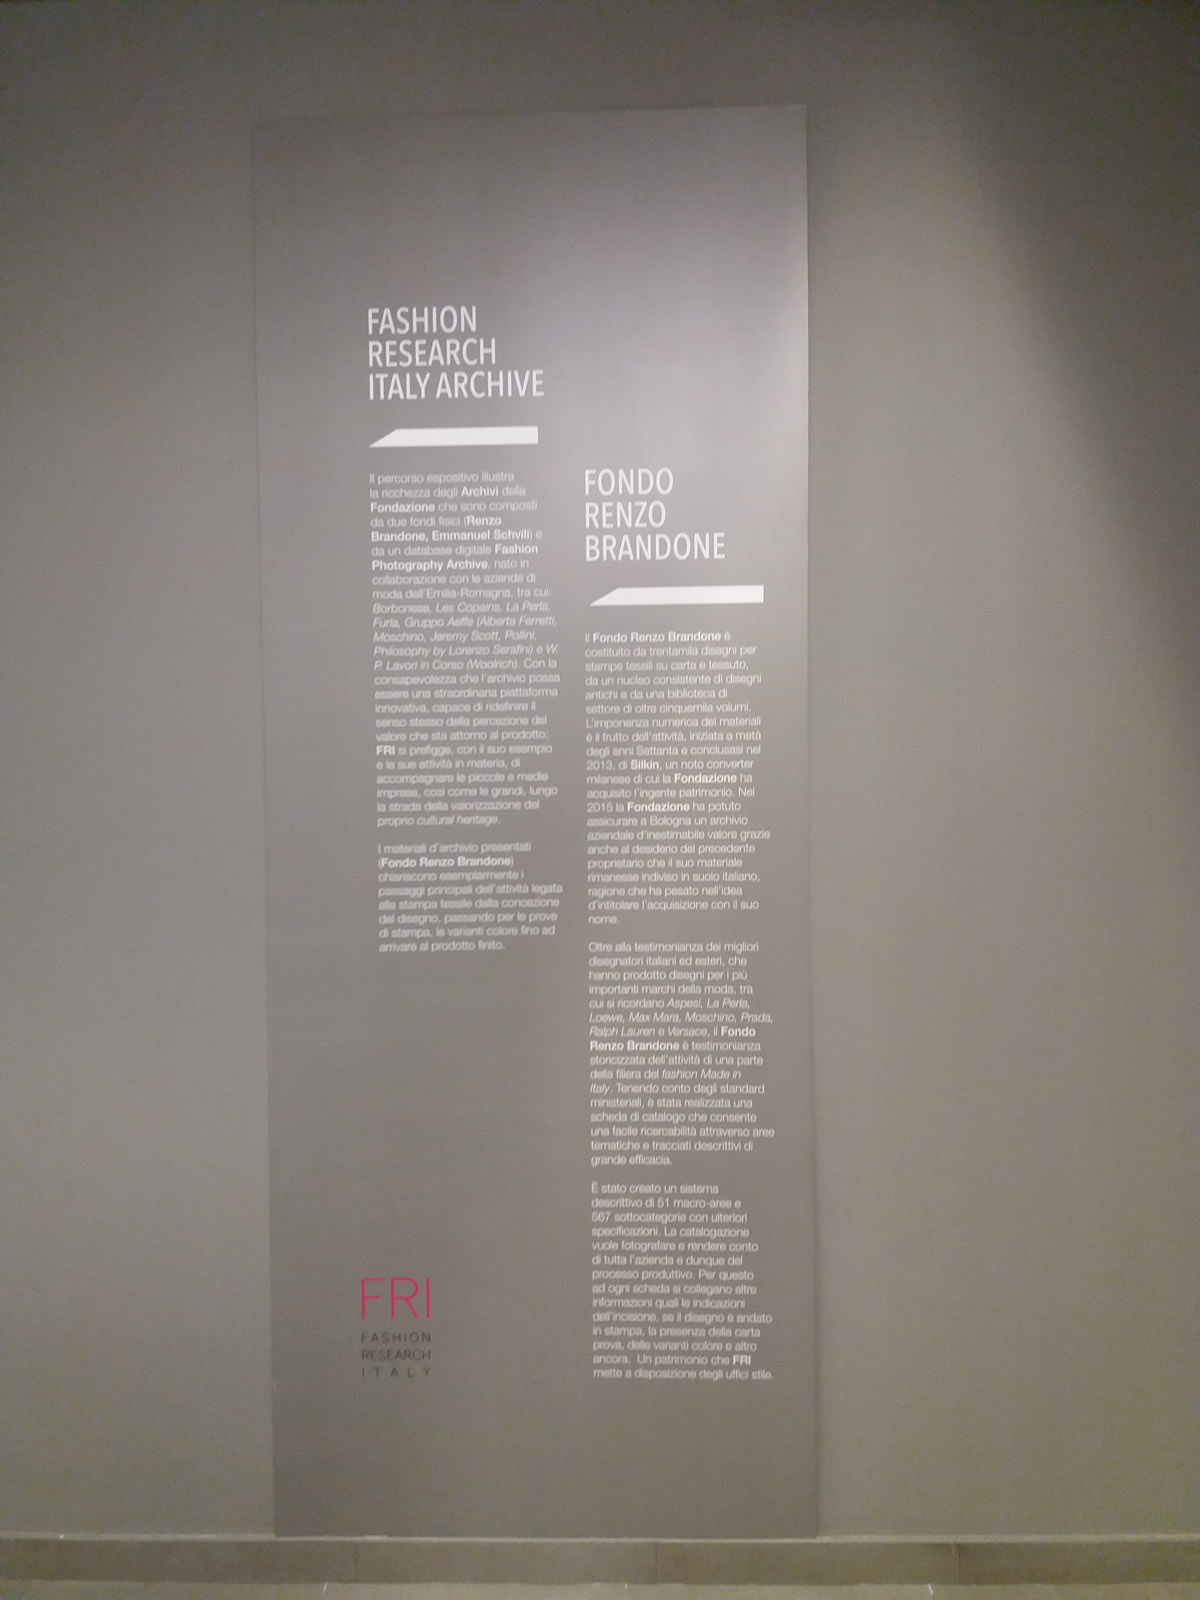 FASHION
RESEARCH
ITALY ARCHIVE
Il percorso espositivo illustra
la ricchezza degli Archivi della
Fondazione che sono composti
da due fondi fisici (Renzo
Brandone, Emmanuel Schvili) e
da un database digitale Fashion
Photography Archive, nato in
collaborazione con le aziende di
moda dell'Emilia-Romagna, tra cui:
Borbonese, Les Copains, La Perla,
Furla, Gruppo Aeffe (Alberta Ferretti,
Moschino, Jeremy Scott, Pollini,
Philosophy by Lorenzo Serafini) e W.
P. Lavori in Corso (Woolrich). Con la
consapevolezza che l'archivio possa
essere una straordinaria piattaforma
innovativa, capace di ridefinire il
senso stesso della percezione del
valore che sta attorno al prodotto;
FRI si prefigge, con il suo esempio
e le sue attività in materia, di
accompagnare le piccole e medie
imprese, così come le grandi, lungo
la strada della valorizzazione del
proprio cultural heritage.
I materiali d'archivio presentati
(Fondo Renzo Brandone)
chiariscono esemplarmente i
passaggi principali dell'attività legata
alla stampa tessile dalla concezione
del disegno, passando per le prove
di stampa, le varianti colore fino ad
arrivare al prodotto finito.
FONDO
RENZO
BRANDONE
Il Fondo Renzo Brandone è
costituito da trentamila disegni per
stampe tessili su carta e tessuto,
da un nucleo consistente di disegni
antichi e da una biblioteca di
settore di oltre cinquemila volumi.
L'imponenza numerica dei materiali
è il frutto dell'attività, iniziata a metà
degli anni Settanta e conclusasi nel
2013, di Silkin, un noto converter
milanese di cui la Fondazione ha
acquisito l'ingente patrimonio. Nel
2015 la Fondazione ha potuto
assicurare a Bologna un archivio
aziendale d'inestimabile valore grazie
anche al desiderio del precedente
proprietario che il suo materiale
rimanesse indiviso in suolo italiano,
ragione che ha pesato nell'idea
d'intitolare l'acquisizione con il suo
nome.
Oltre alla testimonianza dei migliori
disegnatori italiani ed esteri, che
hanno prodotto disegni per i più
importanti marchi della moda, tra
cui si ricordano Aspesi, La Perla,
Loewe, Max Mara, Moschino, Prada,
Ralph Lauren e Versace, il Fondo
Renzo Brandone è testimonianza
storicizzata dell'attività di una parte
della filiera del fashion Made in
Italy. Tenendo conto degli standard
ministeriali, è stata realizzata una
scheda di catalogo che consente
una facile ricercabilità attraverso aree
tematiche e tracciati descrittivi di
grande efficacia.
È stato creato un sistema
descrittivo di 51 macro-aree e
567 sottocategorie con ulteriori
specificazioni. La catalogazione
vuole fotografare e rendere conto
di tutta l'azienda e dunque del
processo produttivo. Per questo
ad ogni scheda si collegano altre
informazioni quali le indicazioni
dell'incisione, se il disegno è andato
in stampa, la presenza della carta
prova, delle varianti colore e altro
ancora. Un patrimonio che FRI
mette a disposizione degli uffici stile.
FRI
FASHION
RESEARCH
ITALY